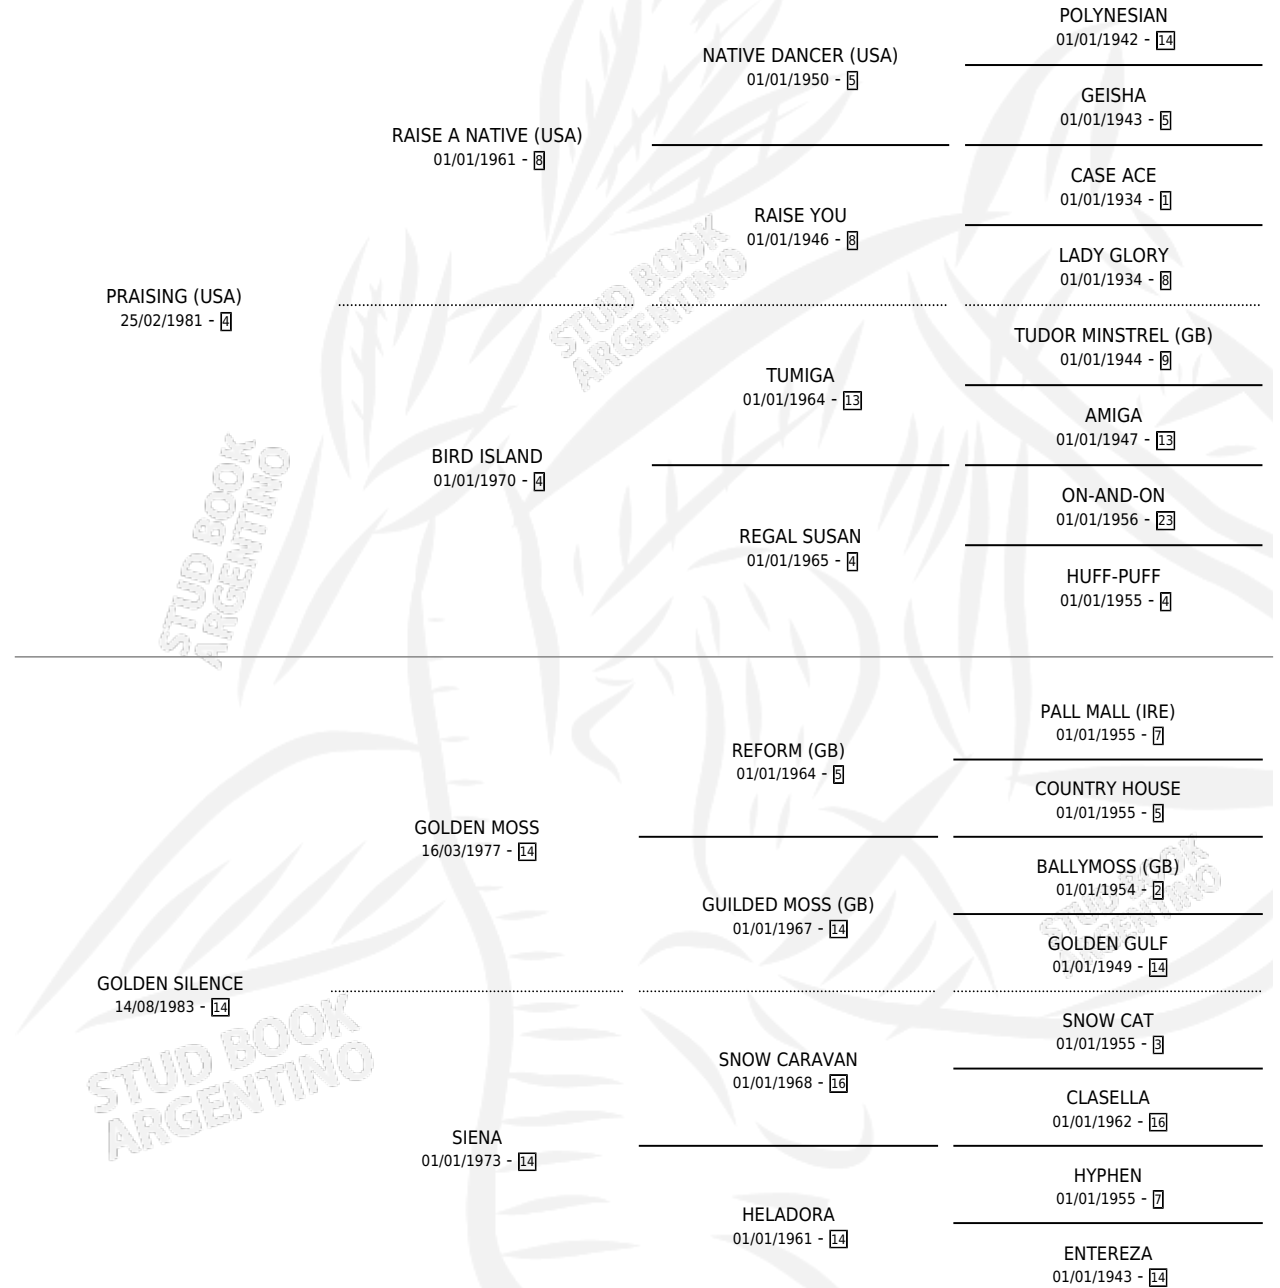 POLYNESIAN
01/01/1942 - 14
NATIVE DANCER (USA)
01/01/1950 - 5
GEISHA
01/01/1943 - 5
RAISE A NATIVE (USA)
01/01/1961 - 8
CASE ACE
01/01/1934 - 1
RAISE YOU
01/01/1946 - 8
LADY GLORY
01/01/1934 - 8
PRAISING (USA)
25/02/1981 - 4
STUD BOOK
ARGENTINO
TUDOR MINSTREL (GB)
01/01/1944 - 9
TUMIGA
01/01/1964 - 13
AMIGA
01/01/1947 - 13
BIRD ISLAND
01/01/1970 - 4
ON-AND-ON
01/01/1956 - 23
REGAL SUSAN
01/01/1965 - 4
HUFF-PUFF
01/01/1955 - 4
STUD BOOK
ARGENTINO
PALL MALL (IRE)
01/01/1955 - 7
REFORM (GB)
01/01/1964 - 5
COUNTRY HOUSE
01/01/1955 - 5
GOLDEN MOSS
16/03/1977 - 14
BALLYMOSS (GB)
01/01/1954 - 2
GUILDED MOSS (GB)
01/01/1967 - 14
STUD BOOK
ARGENTINO
GOLDEN GULF
01/01/1949 - 14
GOLDEN SILENCE
14/08/1983 - 14
SNOW CAT
01/01/1955 - 3
SNOW CARAVAN
01/01/1968 - 16
STUD BOOK
ARGENTINO
CLASELLA
01/01/1962 - 16
SIENA
01/01/1973 - 14
HYPHEN
01/01/1955 - 7
HELADORA
01/01/1961 - 14
ENTEREZA
01/01/1943 - 14